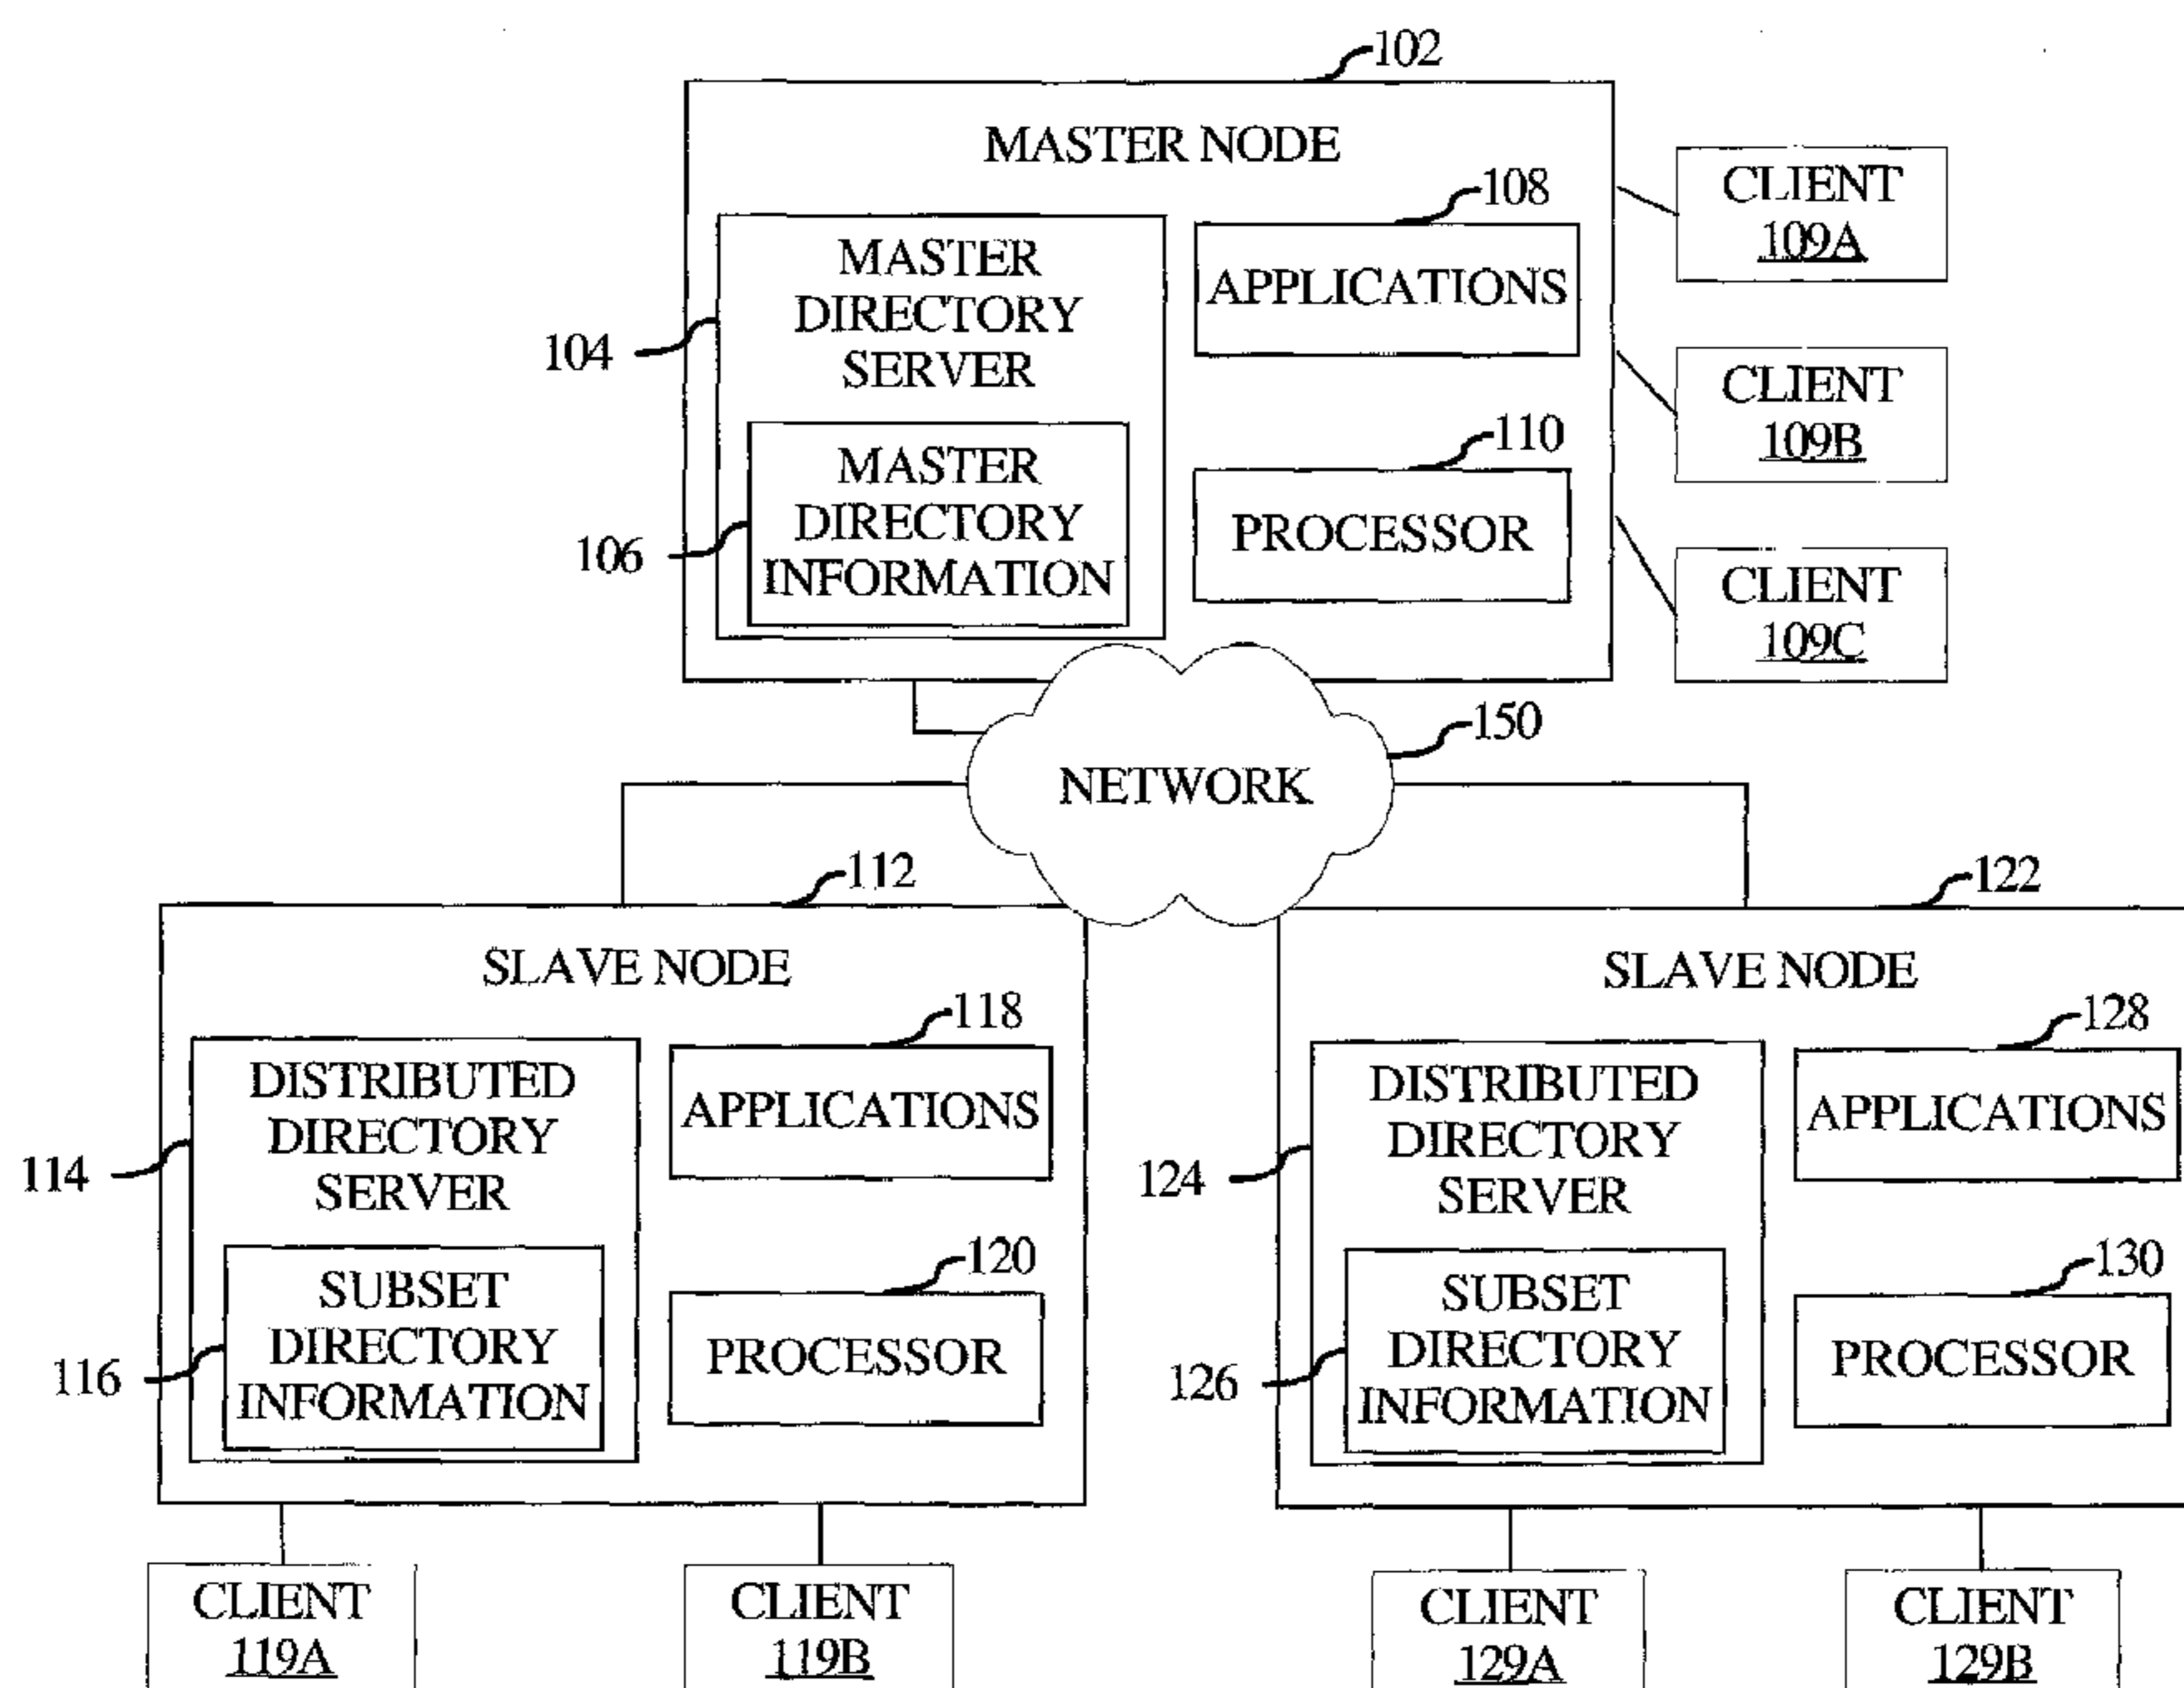 102
MASTER NODE
108
CLIENT
109A
MASTER
DIRECTORY
SERVER
APPLICATIONS
104
CLIENT
109B
110
MASTER
DIRECTORY
INFORMATION
106
PROCESSOR
CLIENT
109C
150
NETWORK
112
122
SLAVE NODE
SLAVE NODE
118
128
DISTRIBUTED
DIRECTORY
SERVER
APPLICATIONS
114
DISTRIBUTED
DIRECTORY
SERVER
APPLICATIONS
124
120
130
SUBSET
DIRECTORY
INFORMATION
PROCESSOR
116
SUBSET
DIRECTORY
INFORMATION
PROCESSOR
126
CLIENT
119A
CLIENT
119B
CLIENT
129A
CLIENT
129B